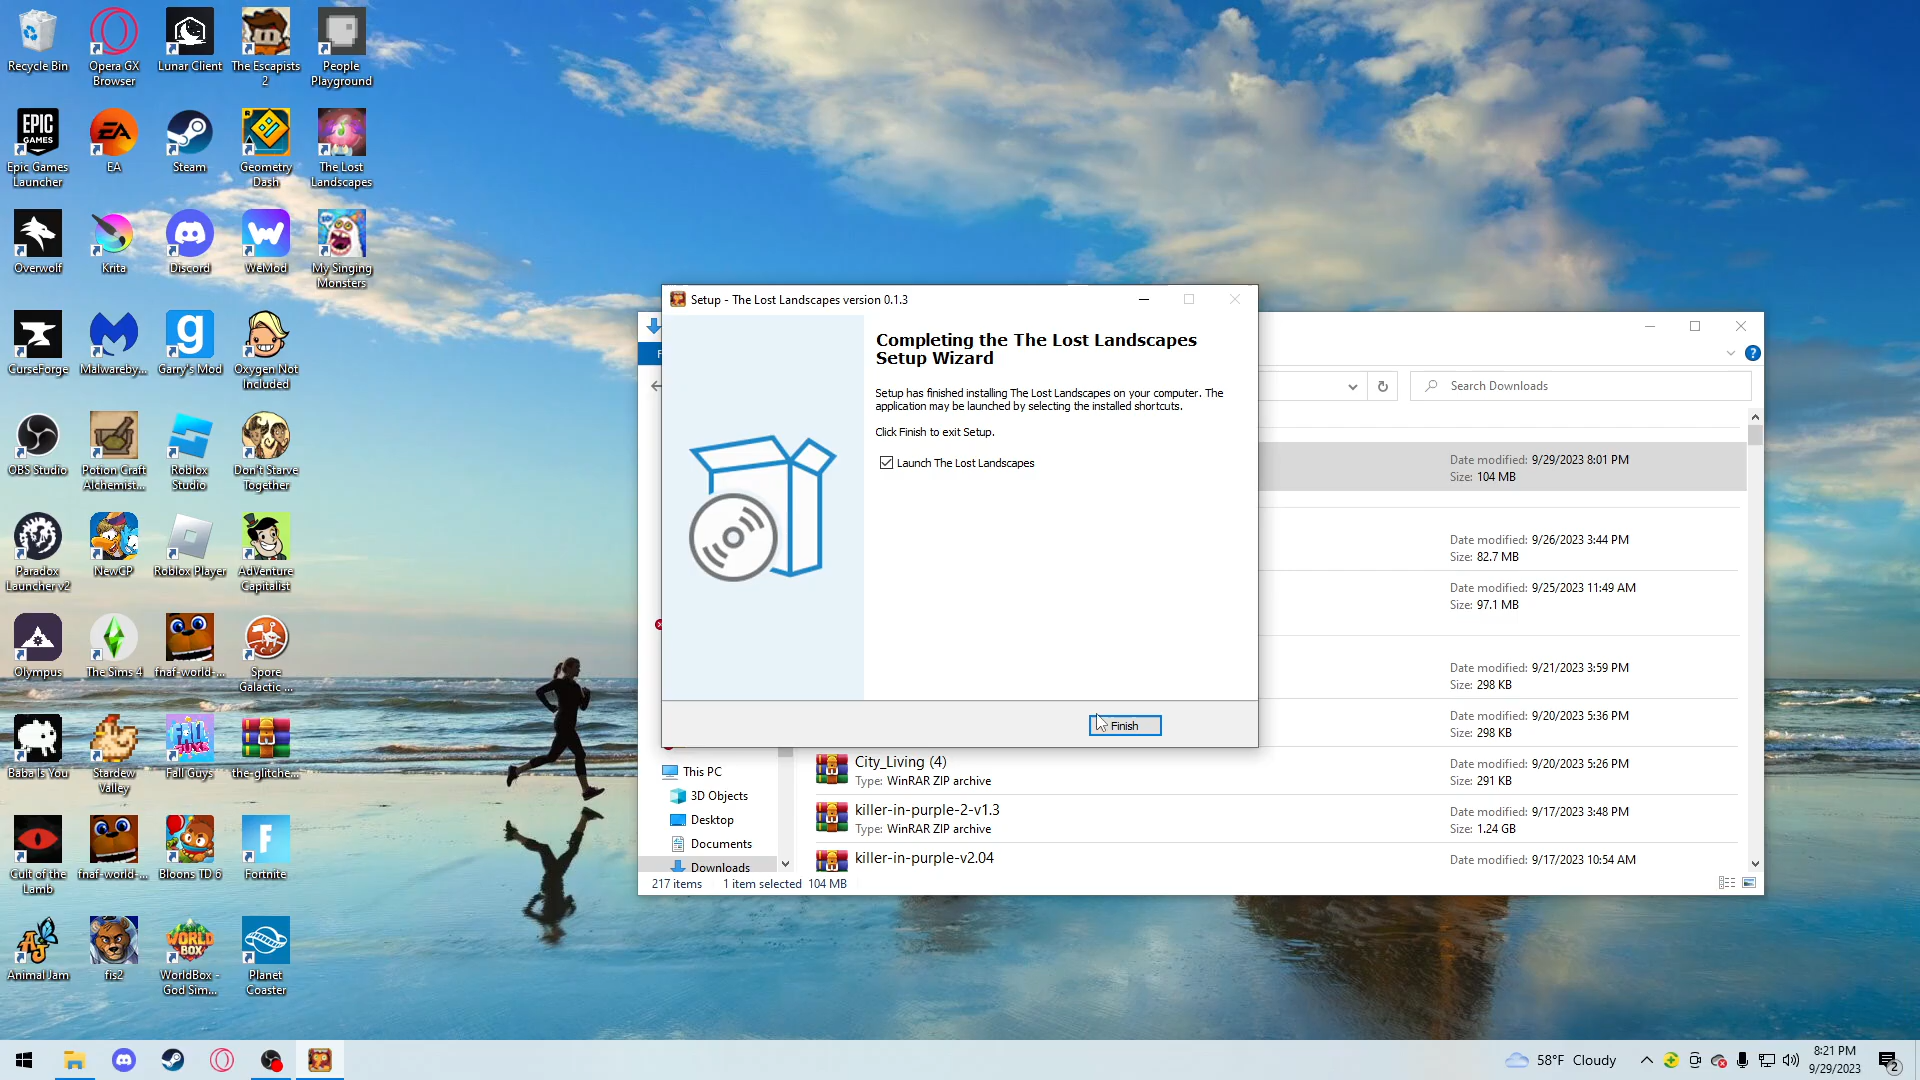 Recycle Bin
Opera GX
Browser
Lunar Client
The Escapists
2
People
Playground
EPIC
GAMES
Epic Games
Launcher
EA
Steam
Geometry
Dash
The Lost
Landscapes
Overwolf
Krita
Discord
WeMod
My Singing
Monsters
CurseForge
Malwareby...
Garry's Mod
Oxygen Not
Included
OBS Studio
Potion Craft
Alchemist...
Roblox
Studio
Don't Starve
Together
Paradox
Launcher v2
NewCP
Roblox Player
AdVenture
Capitalist
Olympus
The Sims 4
fnaf-world-...
Spore
Galactic ...
Baba Is You
Stardew
Valley
Fall Guys
the-glitche...
Cult of the
Lamb
fnaf-world-...
Bloons TD 6
Fortnite
Animal Jam
fis2
WorldBox -
God Sim...
Planet
Coaster
Setup - The Lost Landscapes version 0.1.3
Completing the The Lost Landscapes
Setup Wizard
Setup has finished installing The Lost Landscapes on your computer. The
application may be launched by selecting the installed shortcuts.
Click Finish to exit Setup.
Launch The Lost Landscapes
Finish
Search Downloads
Date modified: 9/29/2023 8:01 PM
Size: 104 MB
Date modified: 9/26/2023 3:44 PM
Size: 82.7 MB
Date modified: 9/25/2023 11:49 AM
Size: 97.1 MB
Date modified: 9/21/2023 3:59 PM
Size: 298 KB
Date modified: 9/20/2023 5:36 PM
Size: 298 KB
City_Living (4)
Type: WinRAR ZIP archive
Date modified: 9/20/2023 5:26 PM
Size: 291 KB
killer-in-purple-2-v1.3
Type: WinRAR ZIP archive
Date modified: 9/17/2023 3:48 PM
Size: 1.24 GB
killer-in-purple-v2.04
Date modified: 9/17/2023 10:54 AM
This PC
3D Objects
Desktop
Documents
Downloads
217 items
1 item selected 104 MB
58°F Cloudy
8:21 PM
9/29/2023
2